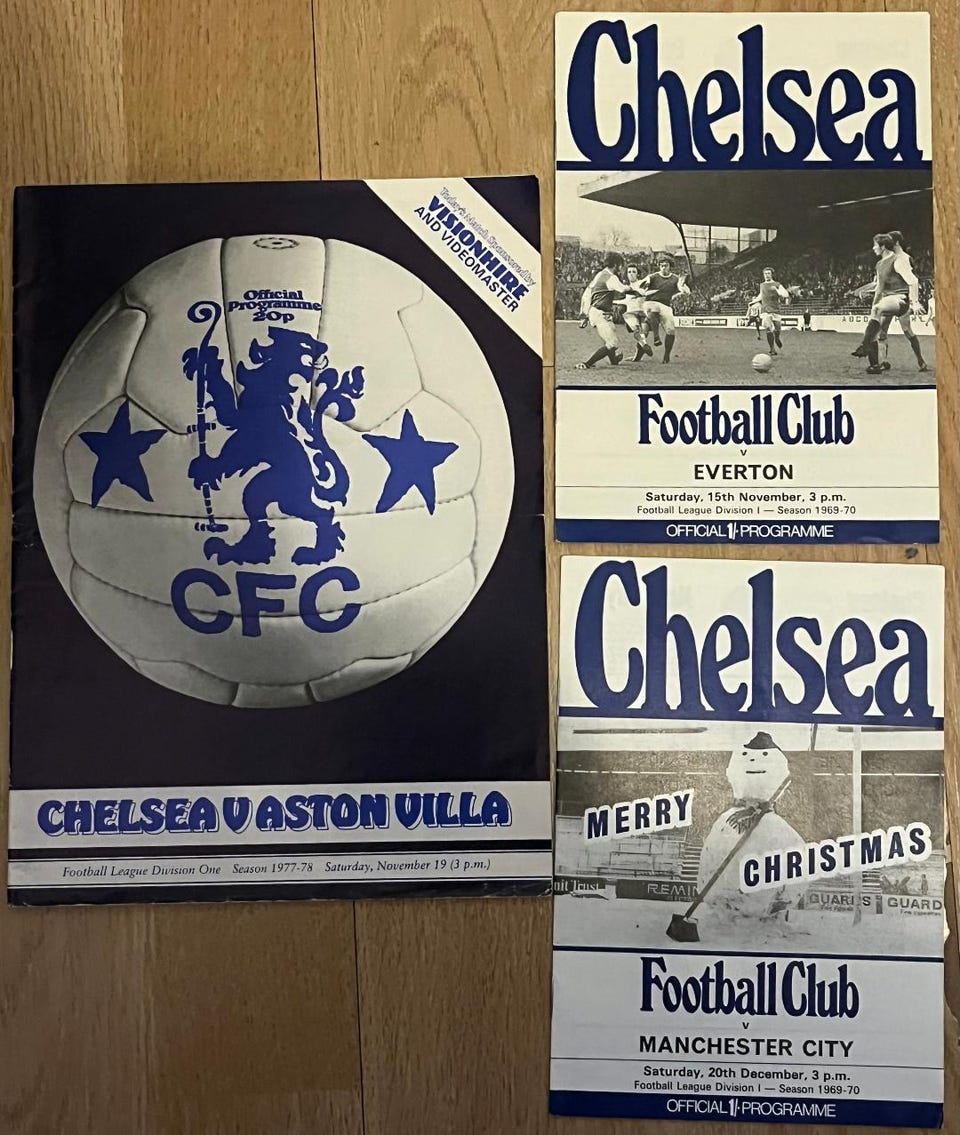 Today's Match Sponsored by
VISIONHIRE
AND VIDEOMASTER
Official
Programme
20p
CFC
CHELSEA V ASTON VILLA
Football League Division One Season 1977-78 Saturday, November 19 (3 p.m.)
Chelsea
A B C D
Football Club
v
EVERTON
Saturday, 15th November, 3 p.m.
Football League Division I — Season 1969-70
OFFICIAL 1/- PROGRAMME
Chelsea
MERRY
CHRISTMAS
Unit Trust
REMIN
GUARDS
GUARD
Football Club
v
MANCHESTER CITY
Saturday, 20th December, 3 p.m.
Football League Division I — Season 1969-70
OFFICIAL 1/- PROGRAMME